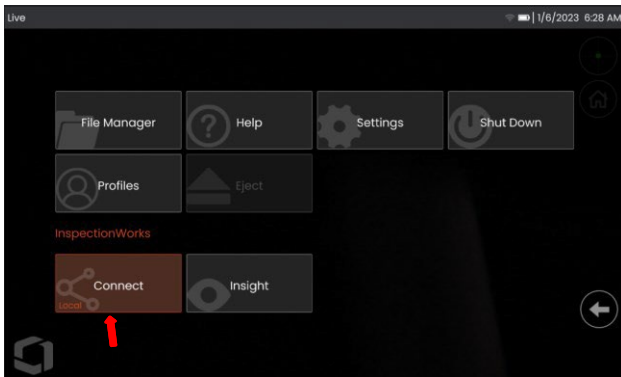 Live
1/6/2023 6:28 AM
File Manager
Help
Settings
Shut Down
Profiles
Eject
InspectionWorks
Connect
Local
Insight